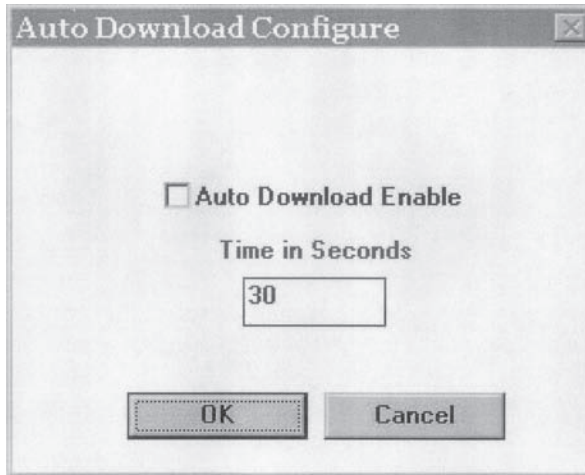 Auto Download Configure
Auto Download Enable
Time in Seconds
30
OK
Cancel